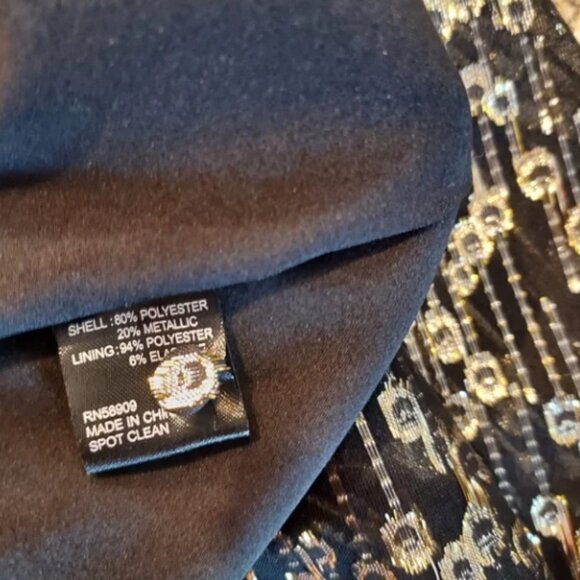 SHELL :80% POLYESTER
20% METALLIC
LINING:94% POLYESTER
6%
RN58909
MADE IN
SPOT CLEAN